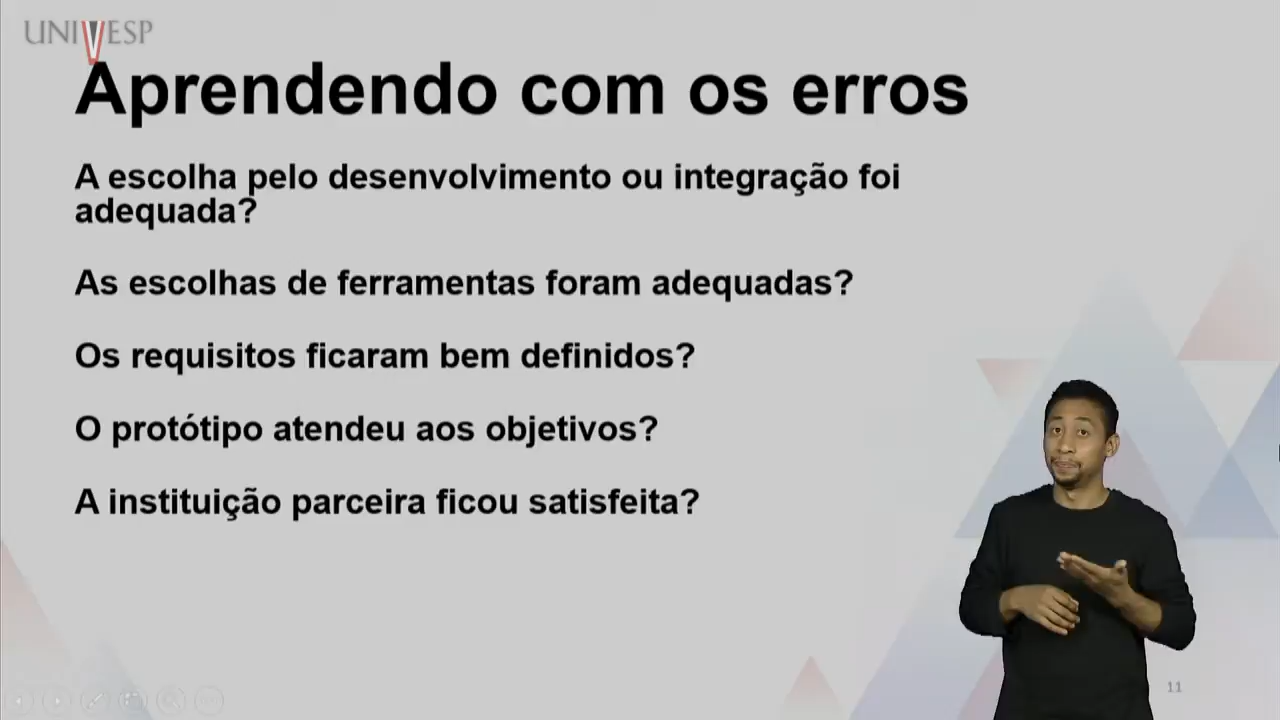 UNIVESP
Aprendendo com os erros
A escolha pelo desenvolvimento ou integração foi
adequada?
As escolhas de ferramentas foram adequadas?
Os requisitos ficaram bem definidos?
O protótipo atendeu aos objetivos?
A instituição parceira ficou satisfeita?
11